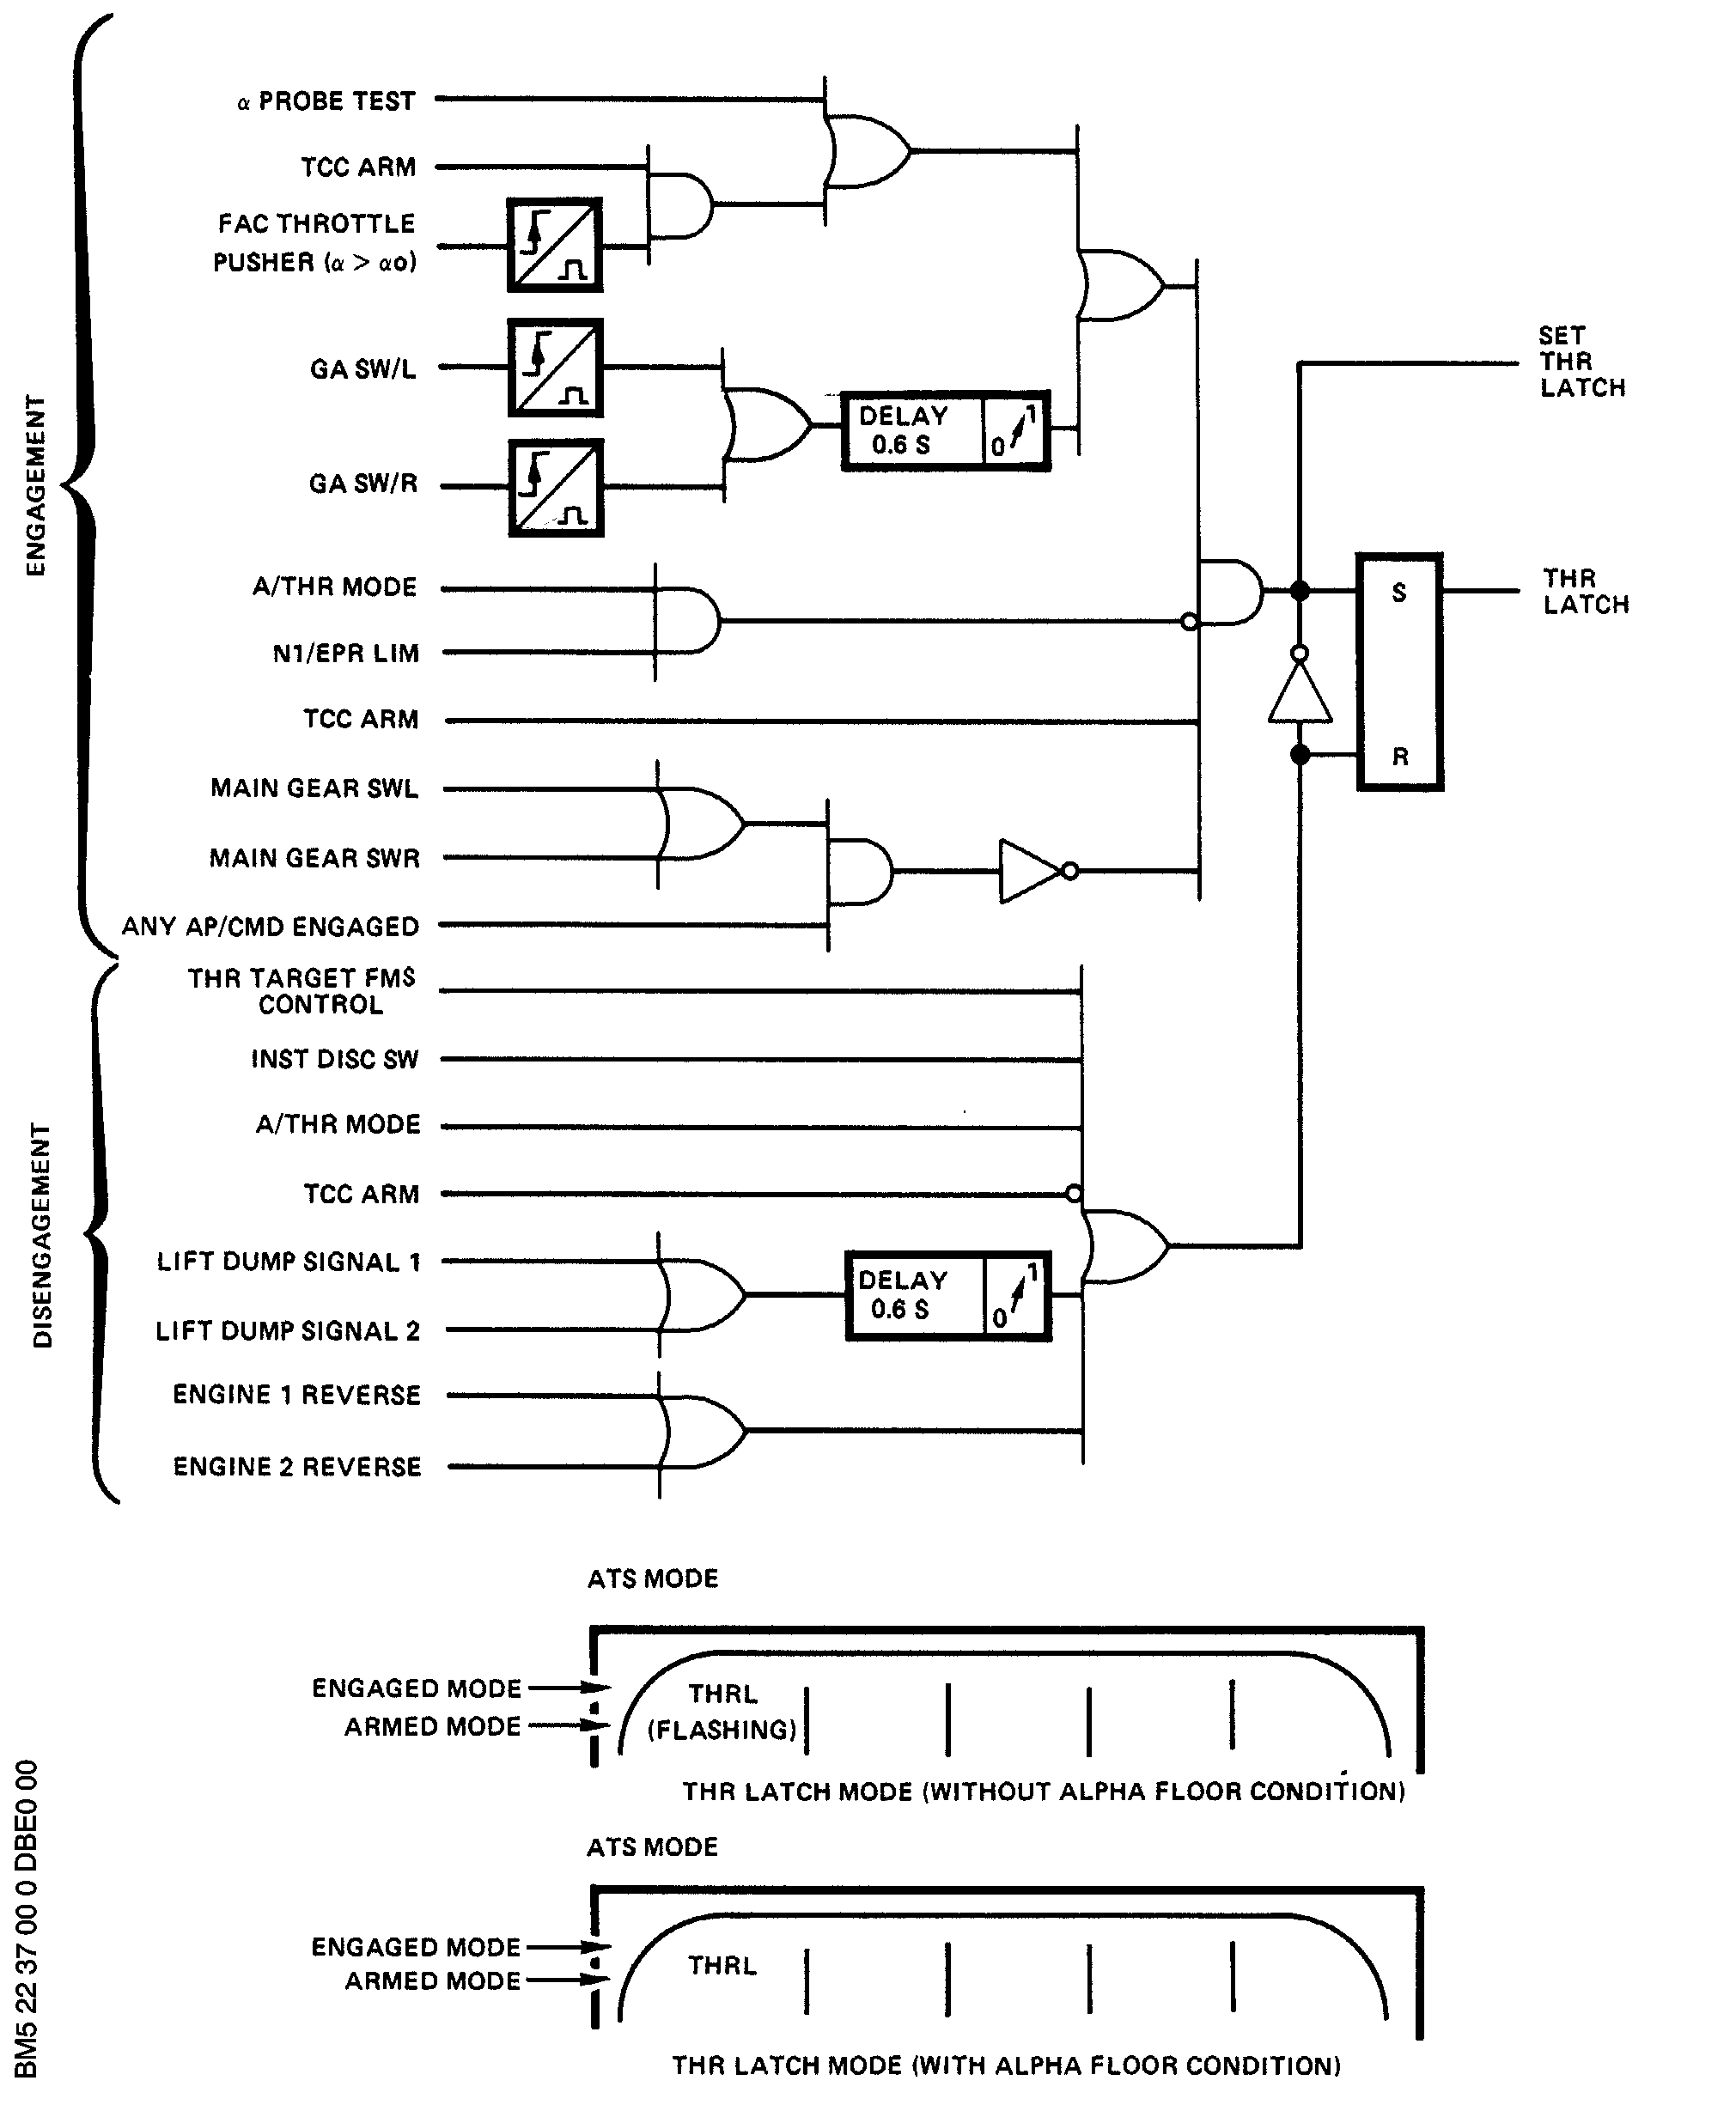 α PROBE TEST
TCC ARM
FAC THROTTLE
PUSHER (α > αo)
GA SW/L
GA SW/R
DELAY
0.6 S
0 1
A/THR MODE
N1/EPR LIM
TCC ARM
MAIN GEAR SWL
MAIN GEAR SWR
ANY AP/CMD ENGAGED
ENGAGEMENT
SET
THR
LATCH
S
R
THR
LATCH
THR TARGET FMS
CONTROL
INST DISC SW
A/THR MODE
TCC ARM
LIFT DUMP SIGNAL 1
LIFT DUMP SIGNAL 2
DELAY
0.6 S
0 1
ENGINE 1 REVERSE
ENGINE 2 REVERSE
DISENGAGEMENT
ATS MODE
ENGAGED MODE
ARMED MODE
THRL
(FLASHING)
THR LATCH MODE (WITHOUT ALPHA FLOOR CONDITION)
ATS MODE
ENGAGED MODE
ARMED MODE
THRL
THR LATCH MODE (WITH ALPHA FLOOR CONDITION)
BM5 22 37 00 0 DBE0 00